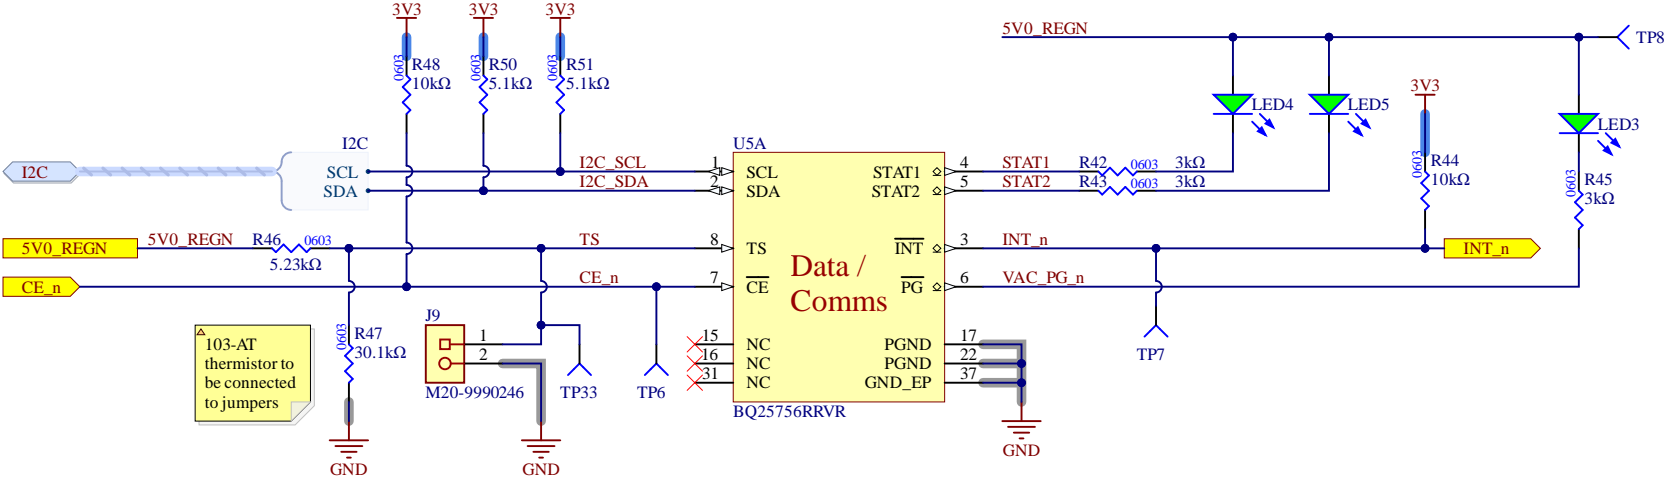 3V3
3V3
3V3
0603
R48
10kΩ
0603
R50
5.1kΩ
0603
R51
5.1kΩ
5V0_REGN
TP8
LED4
LED5
LED3
3V3
0603
R44
10kΩ
0603
R45
3kΩ
I2C
I2C
SCL
SDA
I2C_SCL
I2C_SDA
U5A
1
SCL
2
SDA
STAT1
4
STAT1
R42
0603
3kΩ
STAT2
5
STAT2
R43
0603
3kΩ
5V0_REGN
5V0_REGN
R46
0603
5.23kΩ
TS
8
TS
INT
3
INT_n
INT_n
CE_n
CE_n
7
CE
PG
6
VAC_PG_n
Data /
Comms
103-AT
thermistor to
be connected
to jumpers
0603
R47
30.1kΩ
J9
1
2
M20-9990246
TP33
TP6
15
NC
16
NC
31
NC
PGND
17
PGND
22
GND_EP
37
BQ25756RRVR
TP7
GND
GND
GND